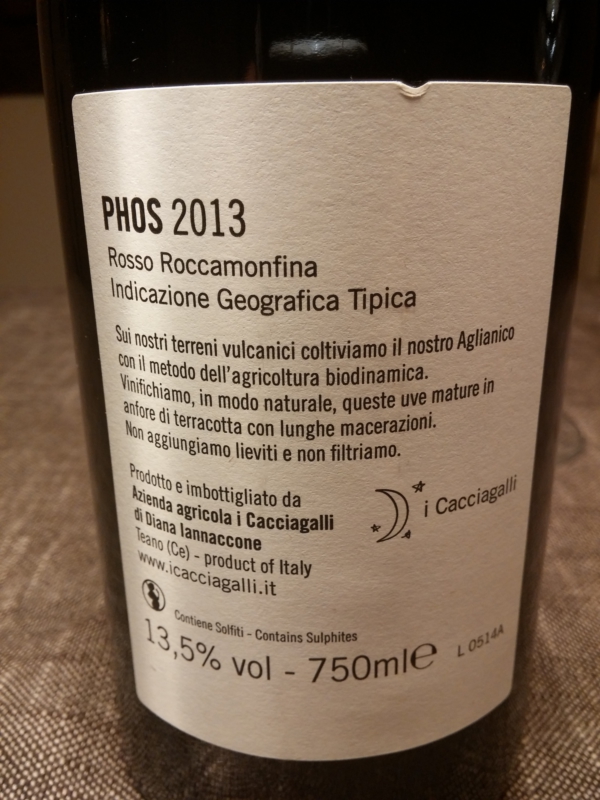 PHOS 2013
Rosso Roccamonfina
Indicazione Geografica Tipica
Sui nostri terreni vulcanici coltiviamo il nostro Aglianico
con il metodo dell'agricoltura biodinamica.
Vinifichiamo, in modo naturale, queste uve mature in
anfore di terracotta con lunghe macerazioni.
Non aggiungiamo lieviti e non filtriamo.
Prodotto e imbottigliato da
Azienda agricola i Cacciagalli
di Diana Iannaccone
Teano (Ce) - product of Italy
www.icacciagalli.it
i Cacciagalli
Contiene Solfiti - Contains Sulphites
13,5% vol - 750ml e
L 0514A